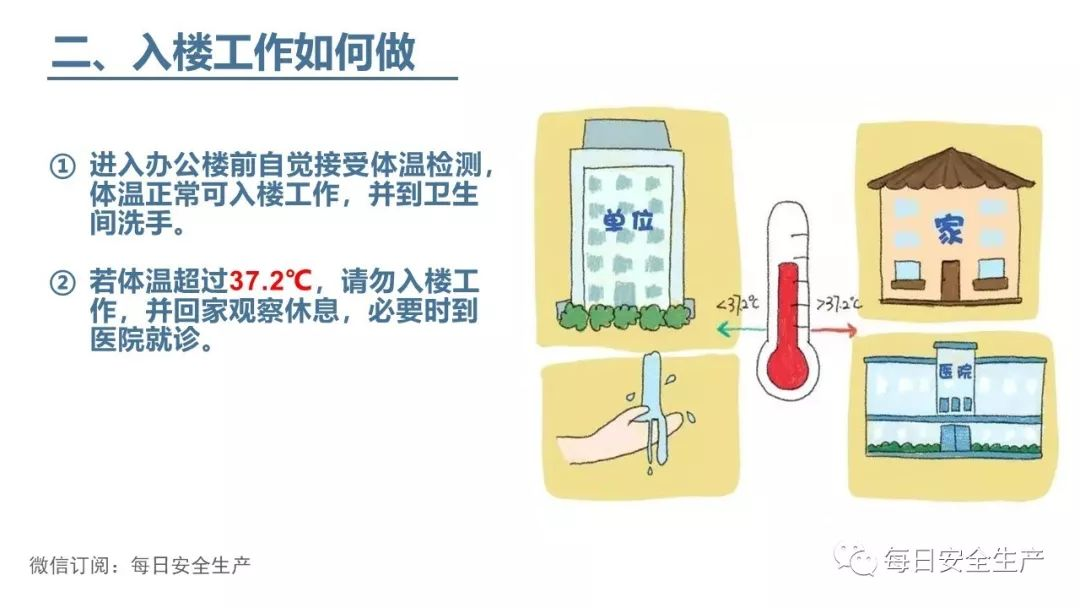 二、入楼工作如何做
① 进入办公楼前自觉接受体温检测，
体温正常可入楼工作，并到卫生
间洗手。
② 若体温超过37.2℃，请勿入楼工
作，并回家观察休息，必要时到
医院就诊。
单位
家
<37.2℃
>37.2℃
医院
微信订阅：每日安全生产
每日安全生产